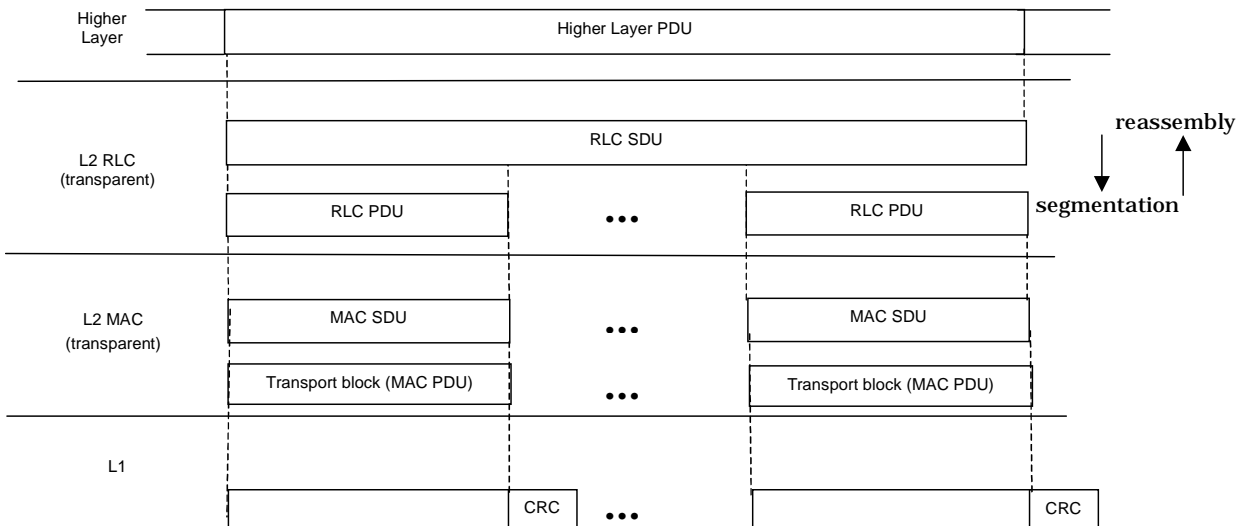 Higher
Layer
Higher Layer PDU
reassembly
RLC SDU
L2 RLC
(transparent)
RLC PDU
•••
RLC PDU
segmentation
L2 MAC
(transparent)
MAC SDU
•••
MAC SDU
Transport block (MAC PDU)
•••
Transport block (MAC PDU)
L1
CRC
•••
CRC